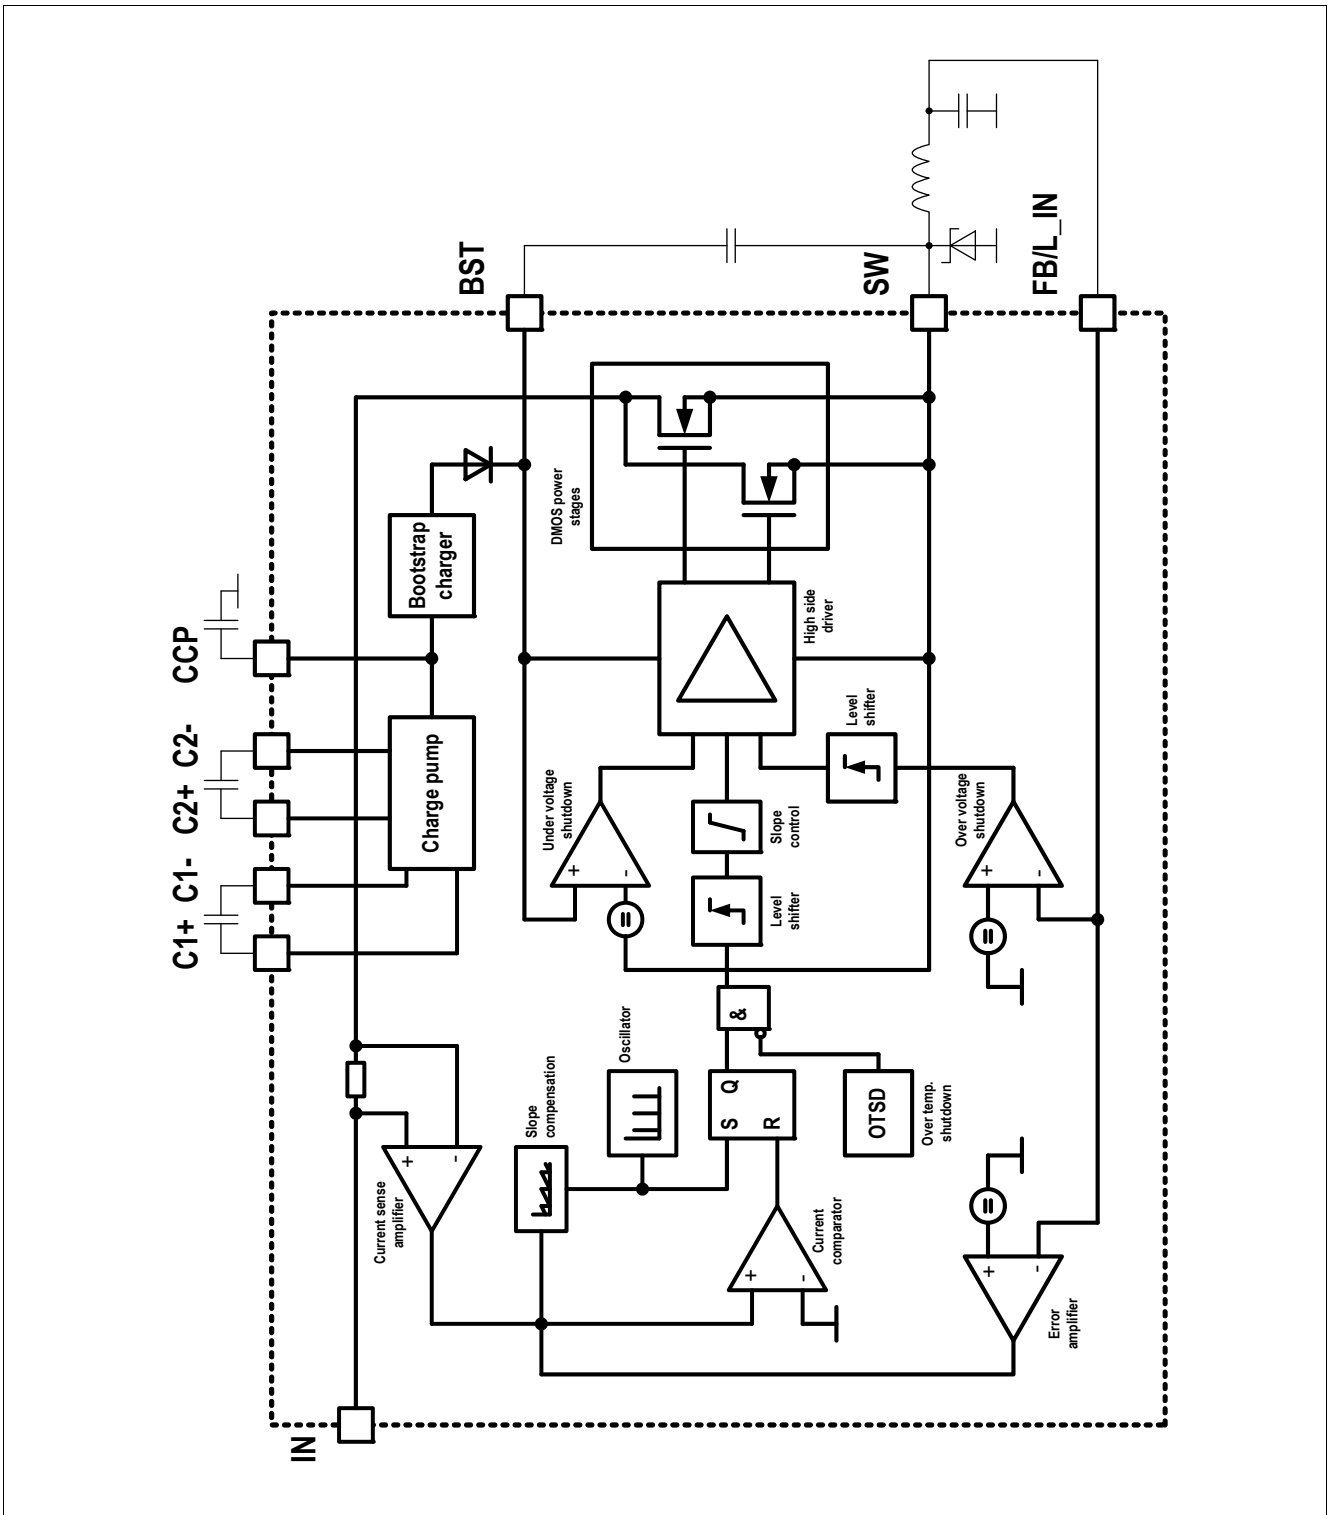 IN
C1+
C1-
C2+
C2-
CCP
BST
SW
FB/L_IN
Charge pump
Bootstrap
charger
Current sense
amplifier
+
-
Slope
compensation
Oscillator
S
Q
R
&
OTSD
Over temp.
shutdown
Current
comparator
+
-
Error
amplifier
+
-
=
Under voltage
shutdown
+
-
=
Level
shifter
Slope
control
High side
driver
DMOS power
stages
Level
shifter
Over voltage
shutdown
+
-
=